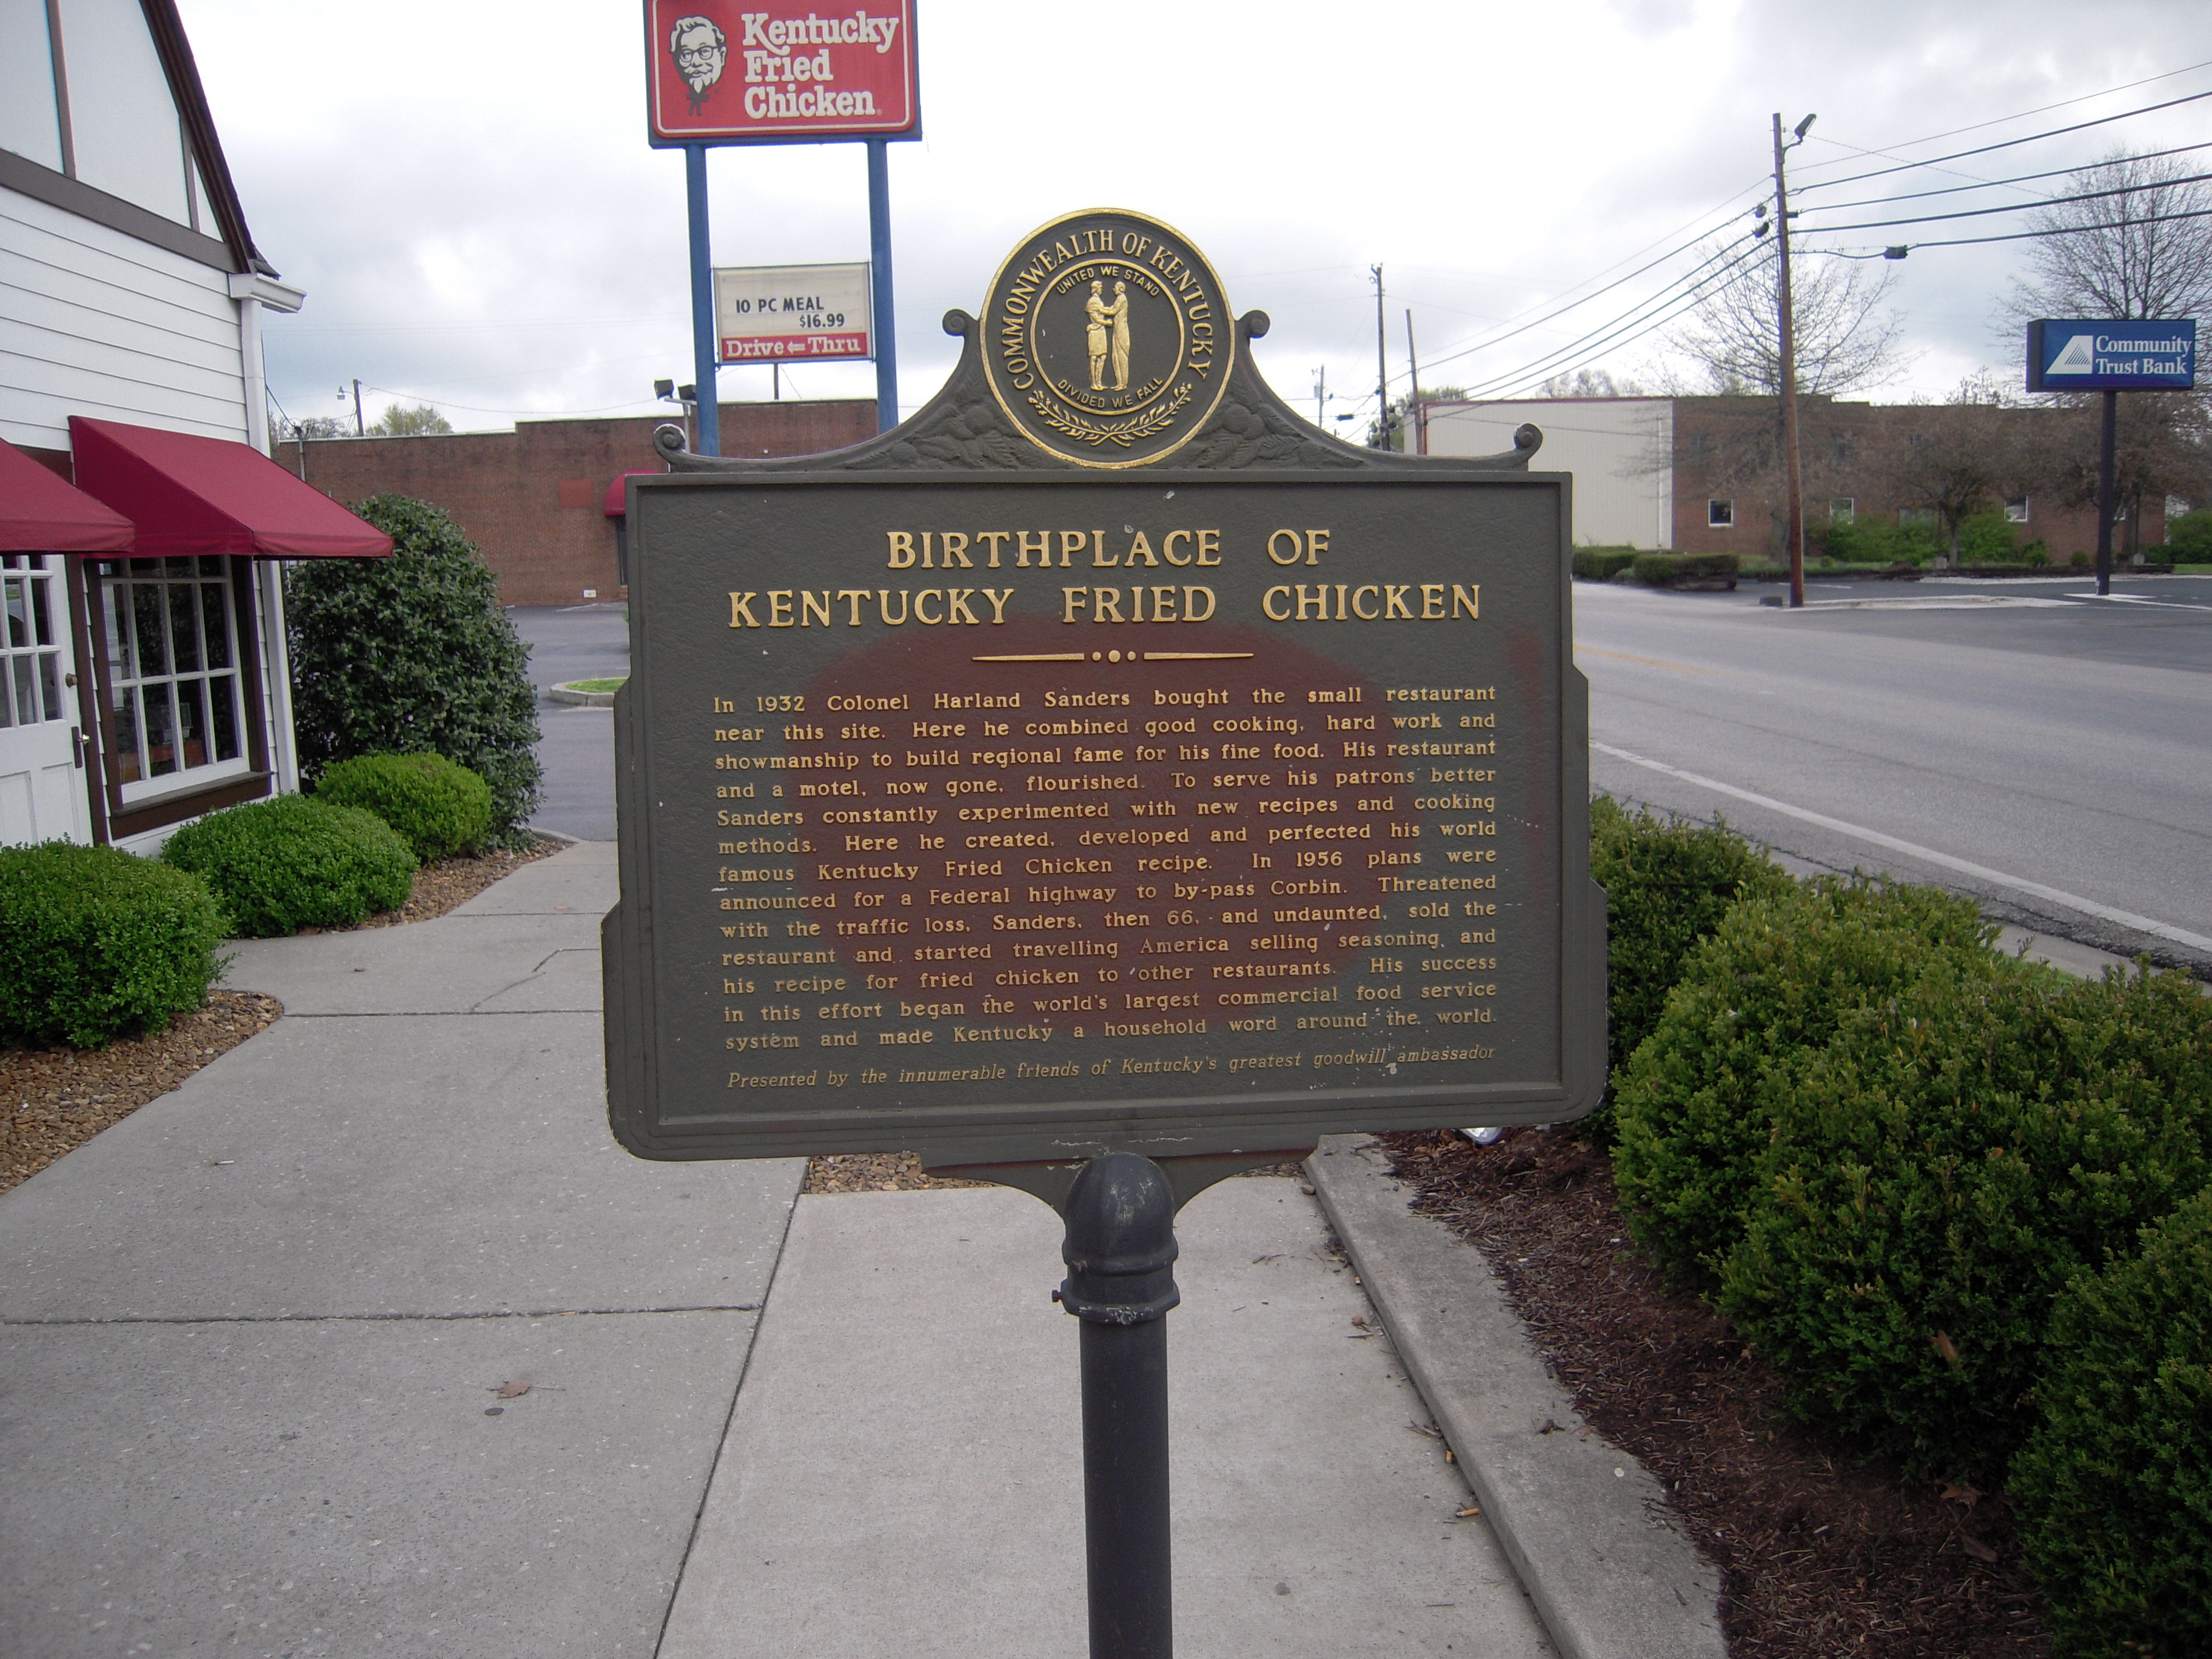 Kentucky
Fried
Chicken
10 PC MEAL
$16.99
Drive Thru
COMMONWEALTH OF KENTUCKY
UNITED WE STAND
DIVIDED WE FALL
Community
Trust Bank
BIRTHPLACE OF
KENTUCKY FRIED CHICKEN
In 1932 Colonel Harland Sanders bought the small restaurant
near this site. Here he combined good cooking, hard work and
showmanship to build regional fame for his fine food. His restaurant
and a motel, now gone, flourished. To serve his patrons better
Sanders constantly experimented with new recipes and cooking
methods. Here he created, developed and perfected his world
famous Kentucky Fried Chicken recipe. In 1956 plans were
announced for a Federal highway to by-pass Corbin. Threatened
with the traffic loss, Sanders, then 66, and undaunted, sold the
restaurant and started travelling America selling seasoning and
his recipe for fried chicken to other restaurants. His success
in this effort began the world's largest commercial food service
system and made Kentucky a household word around the world.
Presented by the innumerable friends of Kentucky's greatest goodwill ambassador